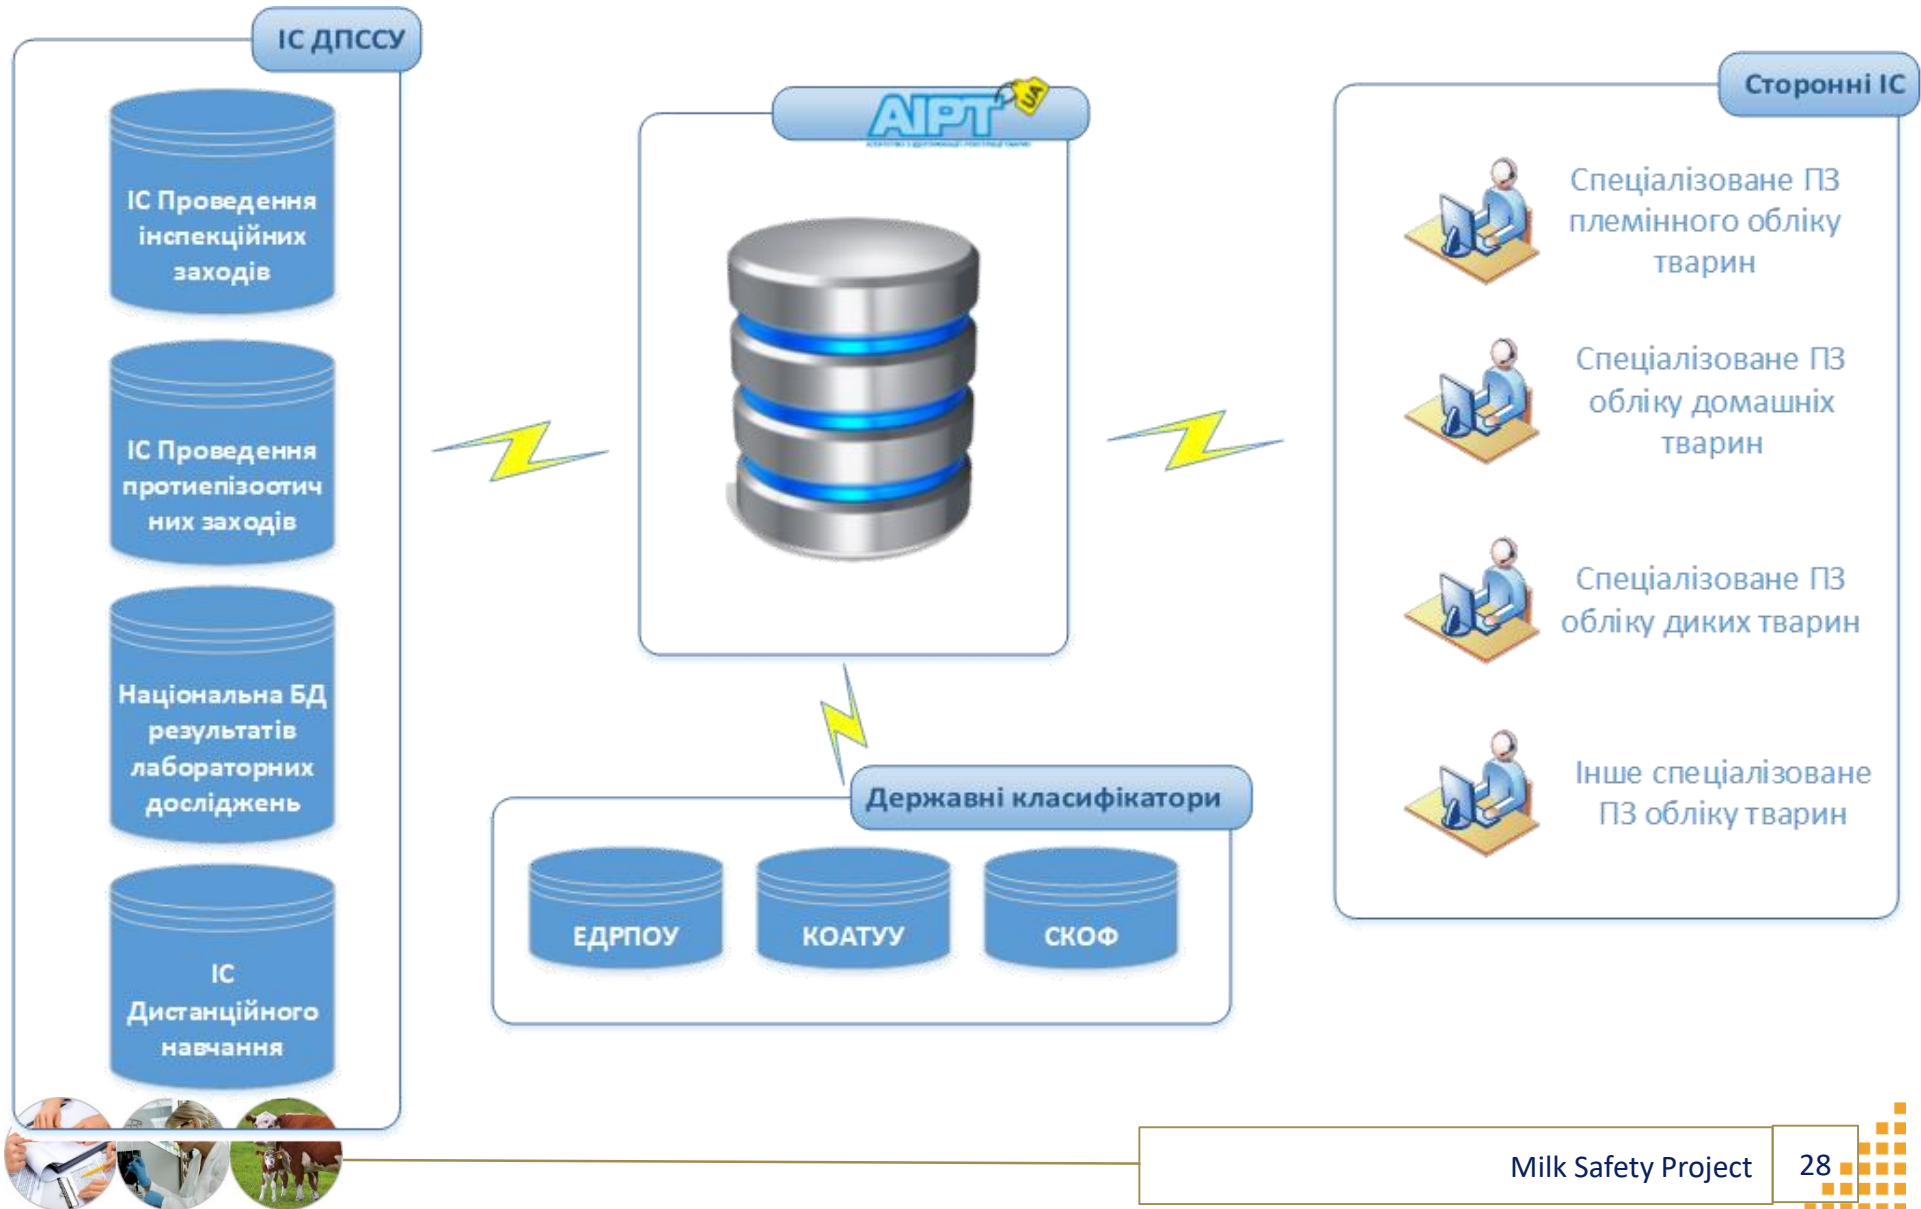 ІС ДПССУ
ІС Проведення
інспекційних
заходів
ІС Проведення
протиепізоотич
них заходів
Національна БД
результатів
лабораторних
досліджень
ІС
Дистанційного
навчання
АІРТ
UA
Державні класифікатори
ЕДРПОУ
КОАТУУ
СКОФ
Сторонні ІС
Спеціалізоване ПЗ
племінного обліку
тварин
Спеціалізоване ПЗ
обліку домашніх
тварин
Спеціалізоване ПЗ
обліку диких тварин
Інше спеціалізоване
ПЗ обліку тварин
Milk Safety Project
28